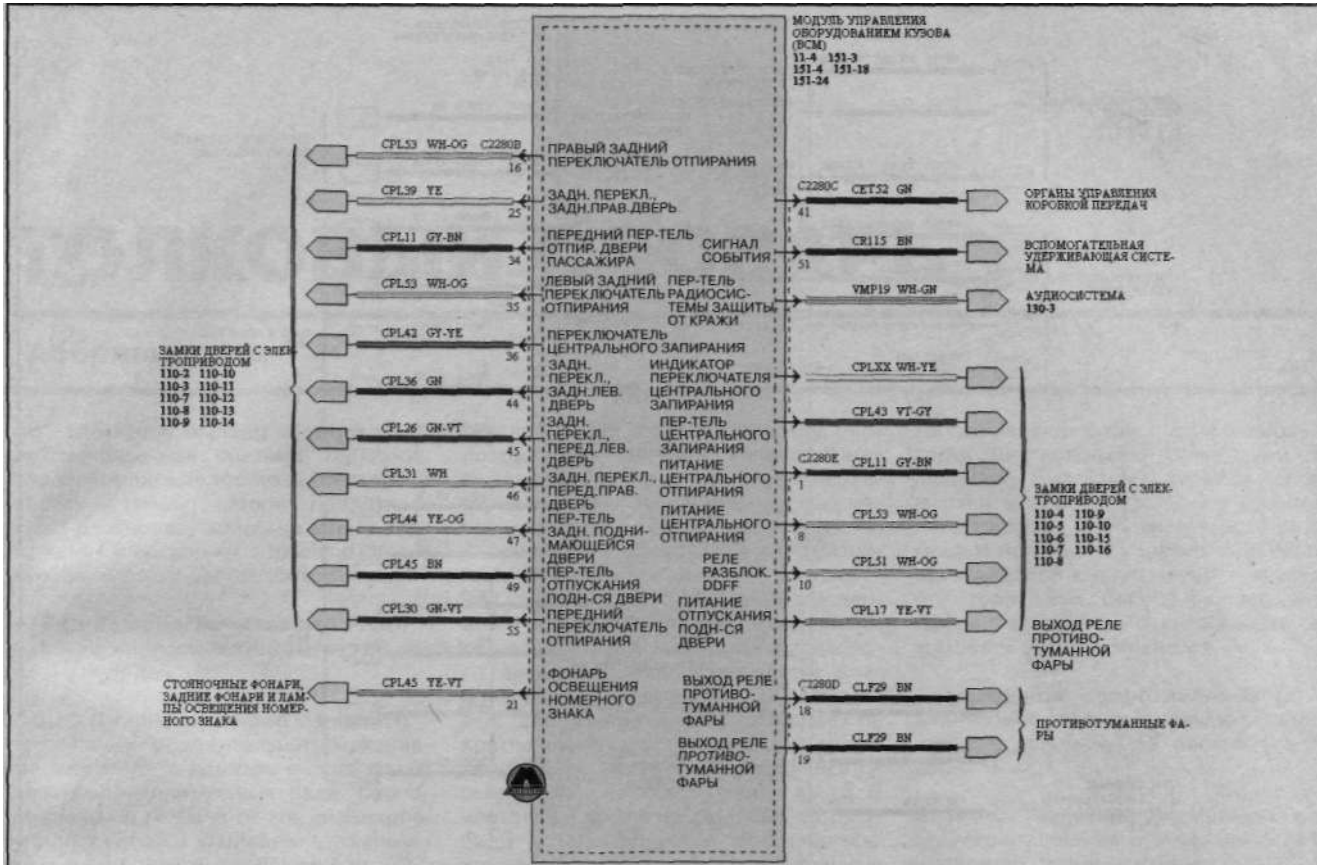 МОДУЛЬ УПРАВЛЕНИЯ
ОБОРУДОВАНИЕМ КУЗОВА
(BCM)
11-4 151-3
151-4 151-18
151-24
CPL53 WH-OG C2280B
16
ПРАВЫЙ ЗАДНИЙ
ПЕРЕКЛЮЧАТЕЛЬ ОТПИРАНИЯ
CPL39 YE
25
ЗАДН. ПЕРЕКЛ.,
ЗАДН.ПРАВ.ДВЕРЬ
CPL11 GY-BN
34
ПЕРЕДНИЙ ПЕР-ТЕЛЬ
ОТПИР. ДВЕРИ
ПАССАЖИРА
CPL53 WH-OG
35
ЛЕВЫЙ ЗАДНИЙ
ПЕРЕКЛЮЧАТЕЛЬ
ОТПИРАНИЯ
CPL42 GY-YE
36
ПЕРЕКЛЮЧАТЕЛЬ
ЦЕНТРАЛЬНОГО ЗАПИРАНИЯ
CPL36 GN
44
ЗАДН.
ПЕРЕКЛ.,
ЗАДН.ЛЕВ.
ДВЕРЬ
CPL26 GN-VT
45
ЗАДН.
ПЕРЕКЛ.,
ПЕРЕД.ЛЕВ.
ДВЕРЬ
CPL31 WH
46
ЗАДН. ПЕРЕКЛ.,
ПЕРЕД.ПРАВ.
ДВЕРЬ
CPL44 YE-OG
47
ПЕР-ТЕЛЬ
ЗАДН. ПОДНИ-
МАЮЩЕЙСЯ
ДВЕРИ
CPL45 BN
49
ПЕР-ТЕЛЬ
ОТПУСКАНИЯ
ПОДН-СЯ ДВЕРИ
CPL30 GN-VT
55
ПЕРЕДНИЙ
ПЕРЕКЛЮЧАТЕЛЬ
ОТПИРАНИЯ
ЗАМКИ ДВЕРЕЙ С ЭЛЕК-
ТРОПРИВОДОМ
110-2 110-10
110-3 110-11
110-7 110-12
110-8 110-13
110-9 110-14
CPL45 YE-VT
21
ФОНАРЬ
ОСВЕЩЕНИЯ
НОМЕРНОГО
ЗНАКА
СТОЯНОЧНЫЕ ФОНАРИ,
ЗАДНИЕ ФОНАРИ И ЛАМ-
ПЫ ОСВЕЩЕНИЯ НОМЕР-
НОГО ЗНАКА
C2280C CET52 GN
41
ОРГАНЫ УПРАВЛЕНИЯ
КОРОБКОЙ ПЕРЕДАЧ
СИГНАЛ
СОБЫТИЯ
CR115 BN
51
ВСПОМОГАТЕЛЬНАЯ
УДЕРЖИВАЮЩАЯ СИСТЕ-
МА
ПЕР-ТЕЛЬ
РАДИОСИС-
ТЕМЫ ЗАЩИТЫ
ОТ КРАЖИ
VMP19 WH-GN
АУДИОСИСТЕМА
130-3
ИНДИКАТОР
ПЕРЕКЛЮЧАТЕЛЯ
ЦЕНТРАЛЬНОГО
ЗАПИРАНИЯ
CPLXX WH-YE
ПЕР-ТЕЛЬ
ЦЕНТРАЛЬНОГО
ЗАПИРАНИЯ
CPL43 VT-GY
ПИТАНИЕ
ЦЕНТРАЛЬНОГО
ОТПИРАНИЯ
C2280E CPL11 GY-BN
1
ПИТАНИЕ
ЦЕНТРАЛЬНОГО
ОТПИРАНИЯ
CPL53 WH-OG
8
РЕЛЕ
РАЗБЛОК.
DDFF
CPL51 WH-OG
10
ПИТАНИЕ
ОТПУСКАНИЯ
ПОДН-СЯ
ДВЕРИ
CPL17 YE-VT
ЗАМКИ ДВЕРЕЙ С ЭЛЕК-
ТРОПРИВОДОМ
110-4 110-9
110-5 110-10
110-6 110-15
110-7 110-16
110-8
ВЫХОД РЕЛЕ
ПРОТИВО-
ТУМАННОЙ
ФАРЫ
ВЫХОД РЕЛЕ
ПРОТИВО-
ТУМАННОЙ
ФАРЫ
C2280D CLF29 BN
18
ВЫХОД РЕЛЕ
ПРОТИВО-
ТУМАННОЙ
ФАРЫ
CLF29 BN
19
ПРОТИВОТУМАННЫЕ ФА-
РЫ